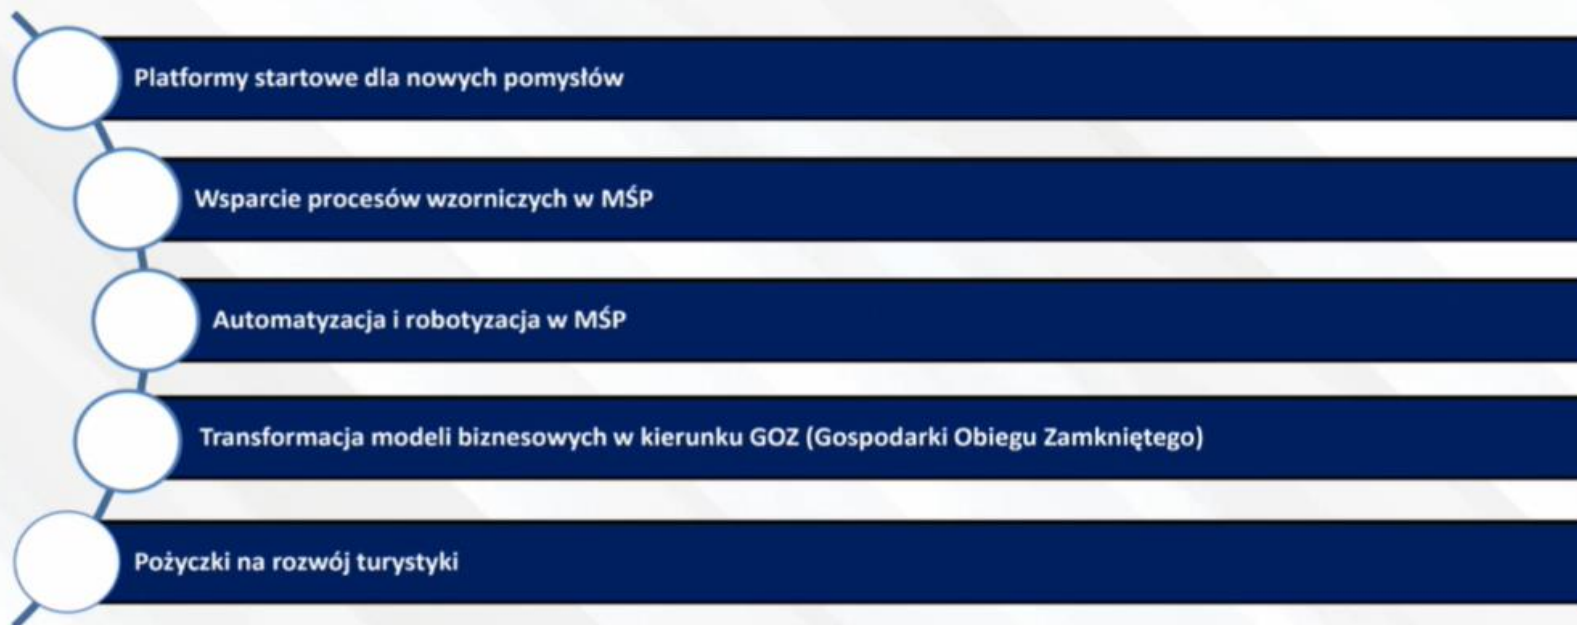 Platformy startowe dla nowych pomysłów
Wsparcie procesów wzorniczych w MŚP
Automatyzacja i robotyzacja w MŚP
Transformacja modeli biznesowych w kierunku GOZ (Gospodarki Obiegu Zamkniętego)
Pożyczki na rozwój turystyki